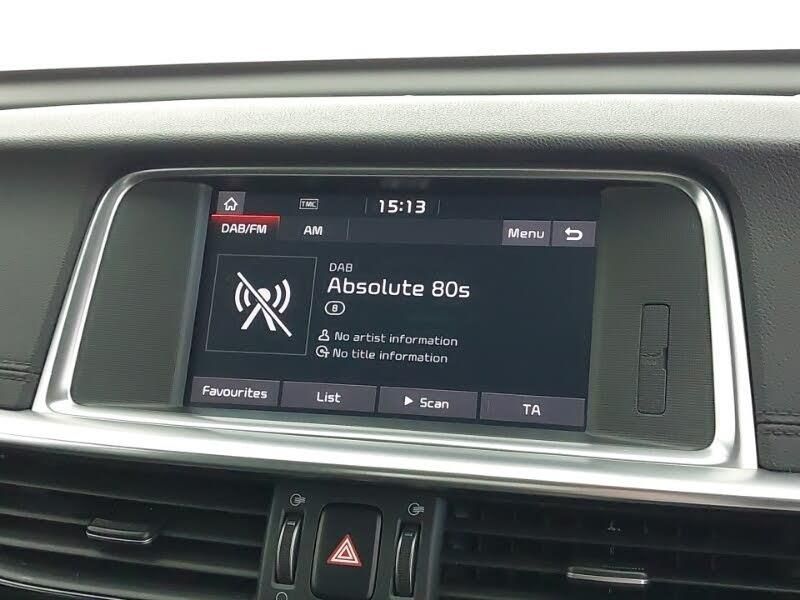 TMC 15:13
DAB/FM AM Menu
DAB
Absolute 80s
8
No artist information
No title information
Favourites List Scan TA